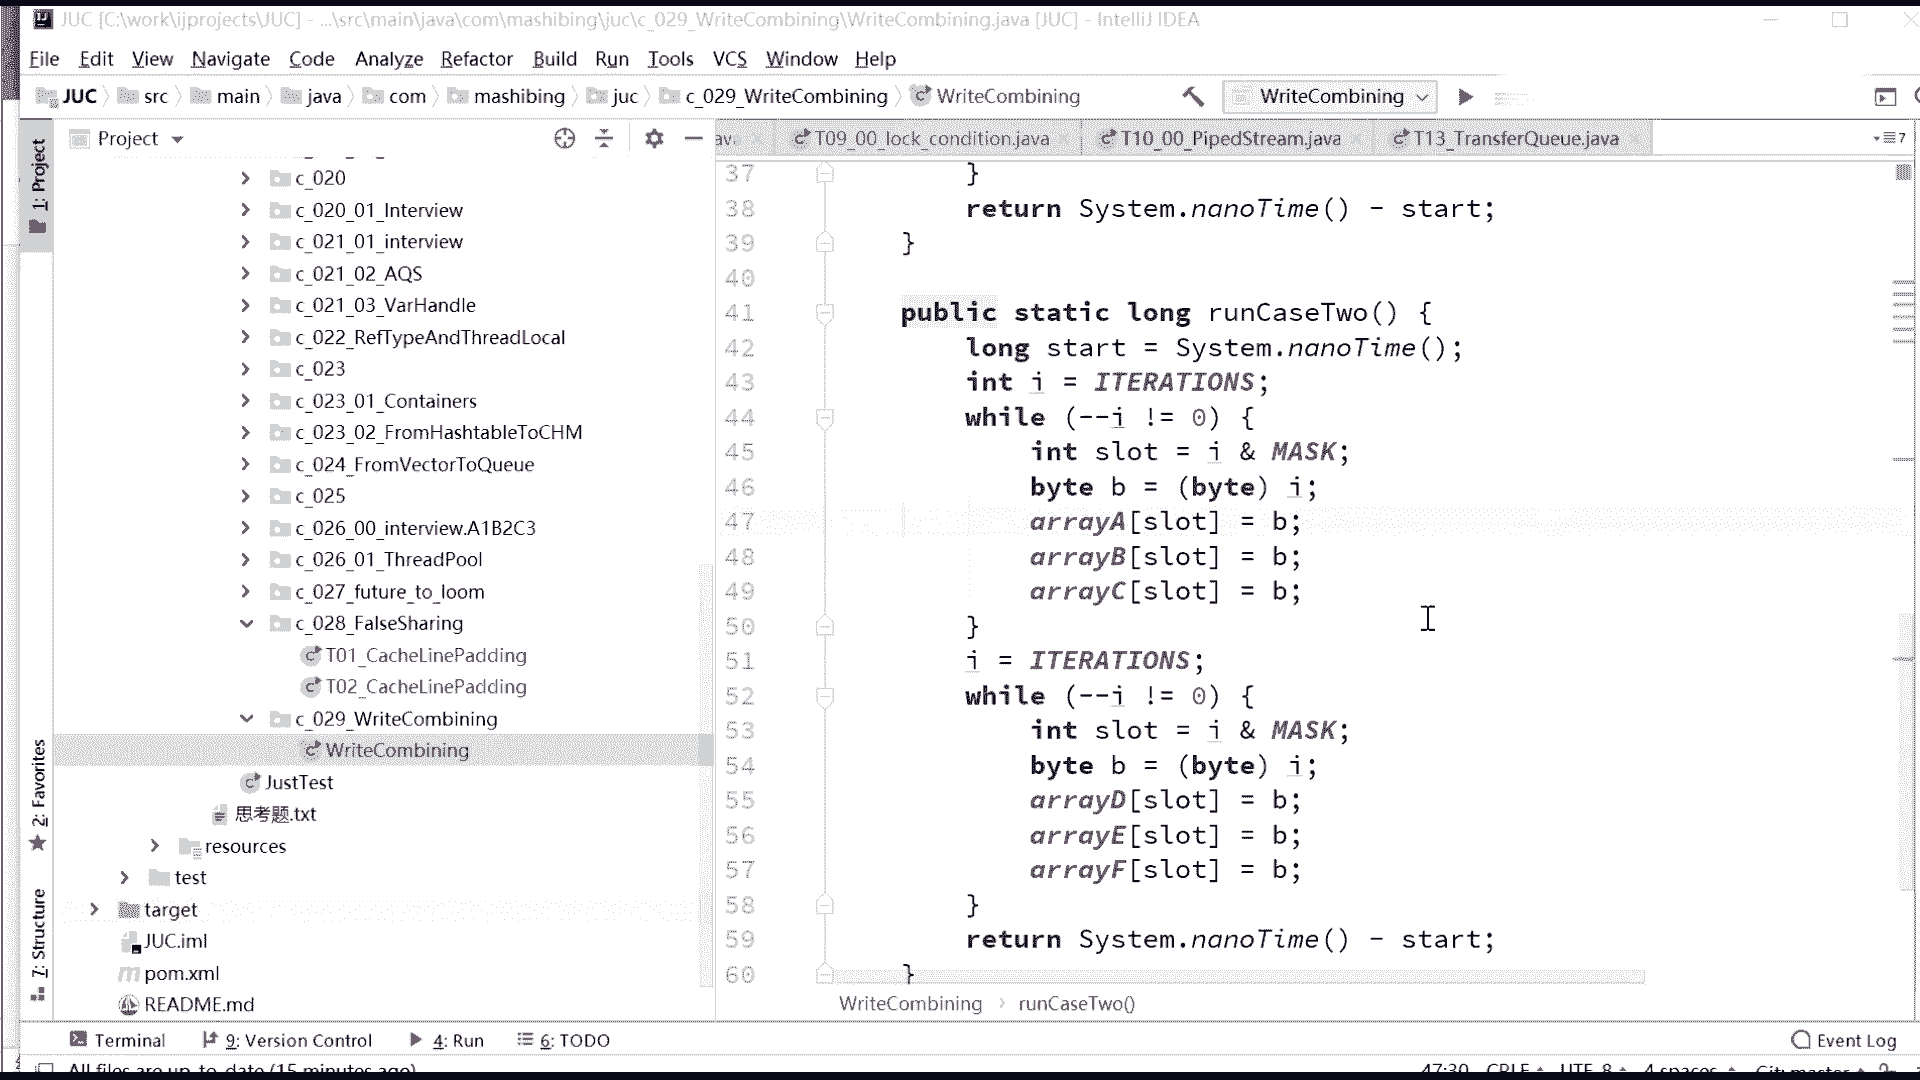 JUC [C:\work\ijprojects\JUC] - ...\src\main\java\com\mashibing\juc\c_029_WriteCombining\WriteCombining.java [JUC] - IntelliJ IDEA
File Edit View Navigate Code Analyze Refactor Build Run Tools VCS Window Help
JUC src main java com mashibing juc c_029_WriteCombining WriteCombining WriteCombining
Project
T09_00_lock_condition.java T10_00_PipedStream.java T13_TransferQueue.java 7
1: Project
2: Favorites
7: Structure
c_020
c_020_01_Interview
c_021_01_interview
c_021_02_AQS
c_021_03_VarHandle
c_022_RefTypeAndThreadLocal
c_023
c_023_01_Containers
c_023_02_FromHashtableToCHM
c_024_FromVectorToQueue
c_025
c_026_00_interview.A1B2C3
c_026_01_ThreadPool
c_027_future_to_loom
c_028_FalseSharing
T01_CacheLinePadding
T02_CacheLinePadding
c_029_WriteCombining
WriteCombining
JustTest
思考题.txt
resources
test
target
JUC.iml
pom.xml
README.md
37 }
38 return System.nanoTime() - start;
39 }
40
41 public static long runCaseTwo() {
42 long start = System.nanoTime();
43 int i = ITERATIONS;
44 while (--i != 0) {
45 int slot = i & MASK;
46 byte b = (byte) i;
47 arrayA[slot] = b;
48 arrayB[slot] = b;
49 arrayC[slot] = b;
50 }
51 i = ITERATIONS;
52 while (--i != 0) {
53 int slot = i & MASK;
54 byte b = (byte) i;
55 arrayD[slot] = b;
56 arrayE[slot] = b;
57 arrayF[slot] = b;
58 }
59 return System.nanoTime() - start;
60 }
WriteCombining runCaseTwo()
Terminal 9: Version Control 4: Run 6: TODO Event Log
All files are up-to-date (15 minutes ago) 47:30 CRLF UTF-8 4 spaces Git: master